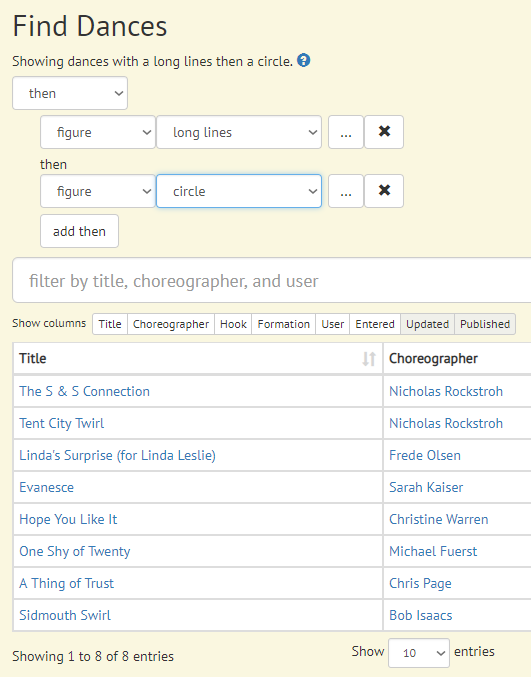 Find Dances
Showing dances with a long lines then a circle. ?
then
figure long lines ... ✖
then
figure circle ... ✖
add then
filter by title, choreographer, and user
Show columns Title Choreographer Hook Formation User Entered Updated Published
Title Choreographer
The S & S Connection Nicholas Rockstroh
Tent City Twirl Nicholas Rockstroh
Linda's Surprise (for Linda Leslie) Frede Olsen
Evanesce Sarah Kaiser
Hope You Like It Christine Warren
One Shy of Twenty Michael Fuerst
A Thing of Trust Chris Page
Sidmouth Swirl Bob Isaacs
Showing 1 to 8 of 8 entries Show 10 entries